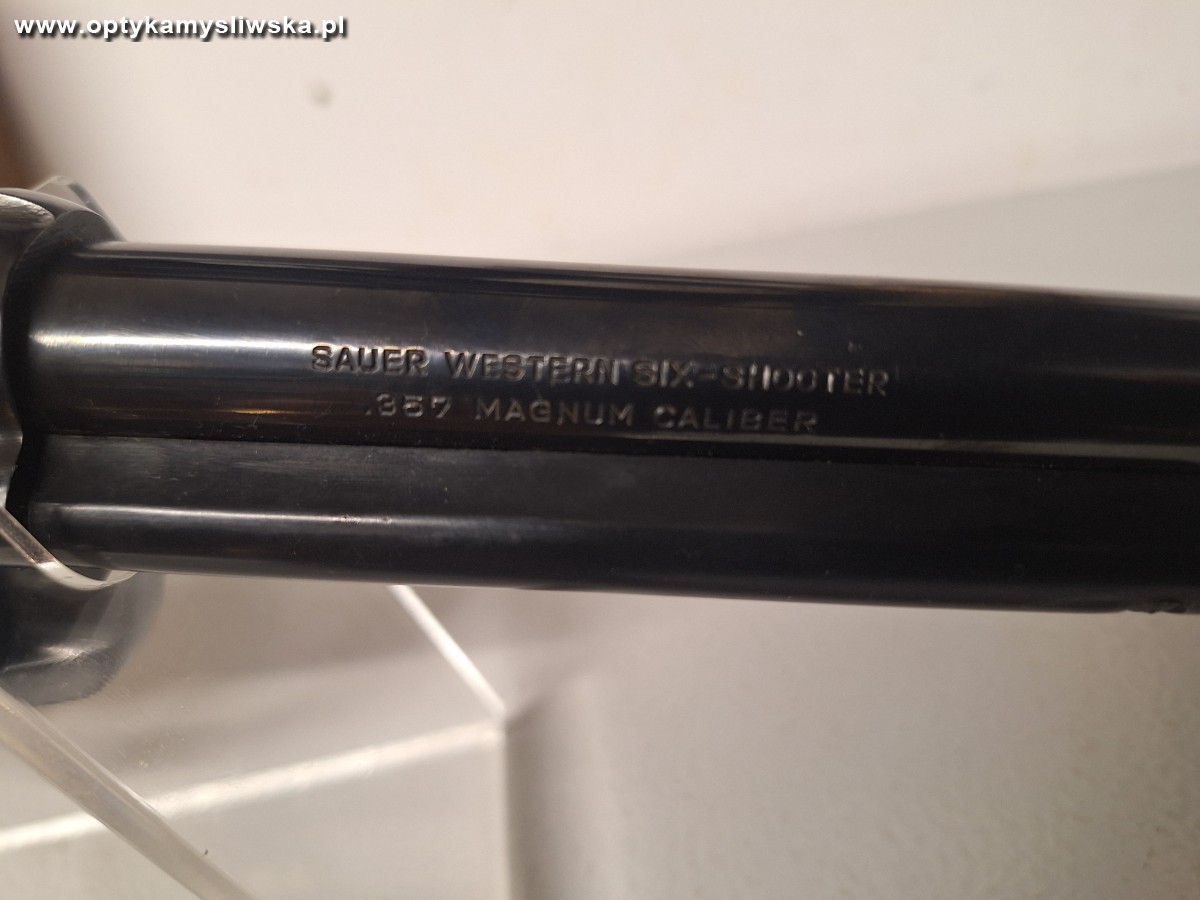 www.optykamysliwska.pl
SAUER WESTERN SIX-SHOOTER
.357 MAGNUM CALIBER